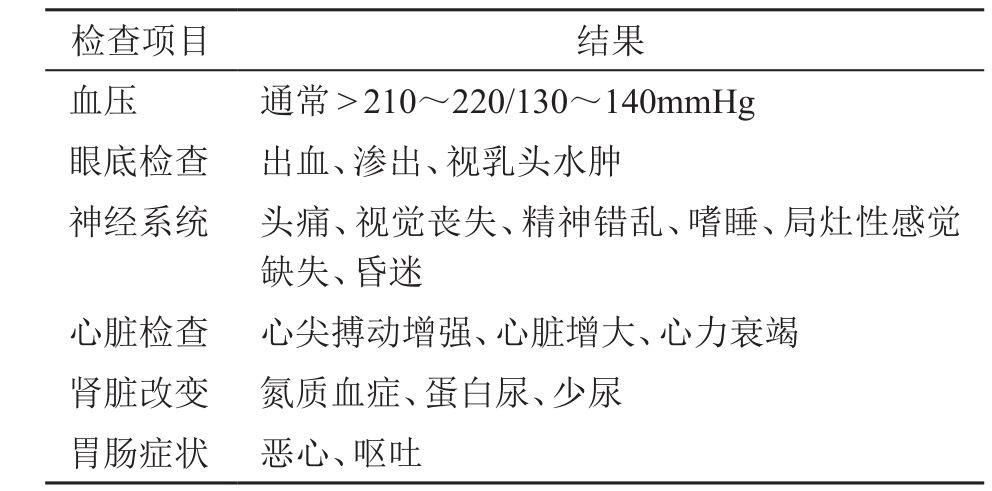 检查项目 结果
血压 通常>210～220/130～140mmHg
眼底检查 出血、渗出、视乳头水肿
神经系统 头痛、视觉丧失、精神错乱、嗜睡、局灶性感觉
缺失、昏迷
心脏检查 心尖搏动增强、心脏增大、心力衰竭
肾脏改变 氮质血症、蛋白尿、少尿
胃肠症状 恶心、呕吐